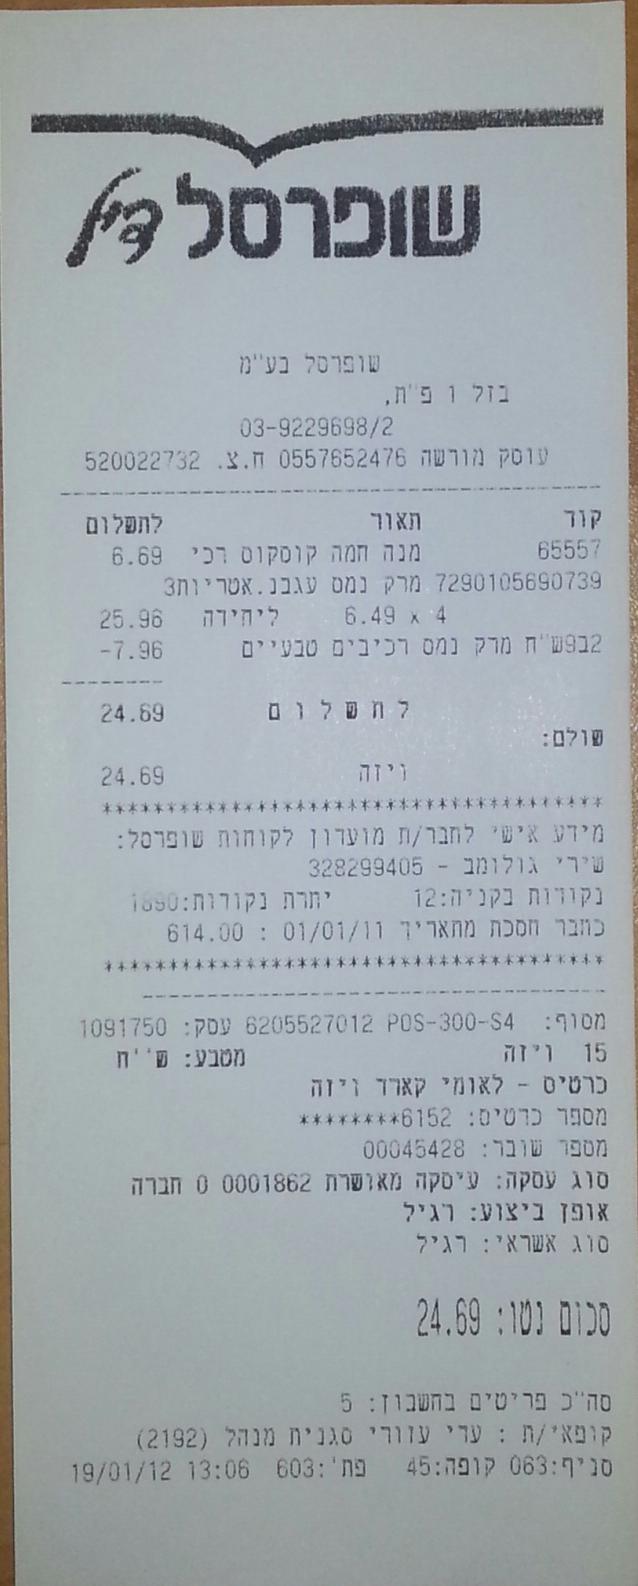 שופרסל דיל
שופרסל בע"מ
בזל 1 פ"ת,
03-9229698/2
עוסק מורשה 0557652476 ח.צ. 520022732
קוד תאור לתשלום
65557 מנה חמה קוסקוס רכי 6.69
7290105690739 מרק נמס עגבנ.אטריות3
4 x 6.49 ליחידה 25.96
2ב9ש"ח מרק נמס רכיבים טבעיים -7.96
לתשלום 24.69
שולם:
ויזה 24.69
***************************************
מידע אישי לחבר/ת מועדון לקוחות שופרסל:
שירי גולומב - 328299405
נקודות בקניה:12 יתרת נקודות:1890
כחבר חסכת מתאריך 01/01/11 : 614.00
***************************************
מסוף: 6205527012 POS-300-S4 עסק: 1091750
15 ויזה מטבע: ש''ח
כרטיס - לאומי קארד ויזה
מספר כרטיס: 6152********
מספר שובר: 00045428
סוג עסקה: עיסקה מאושרת 0001862 0 חברה
אופן ביצוע: רגיל
סוג אשראי: רגיל
סכום נטו: 24.69
סה"כ פריטים בחשבון: 5
קופאי/ת : עדי עזורי סגנית מנהל (2192)
סניף:063 קופה:45 פת':603 13:06 19/01/12